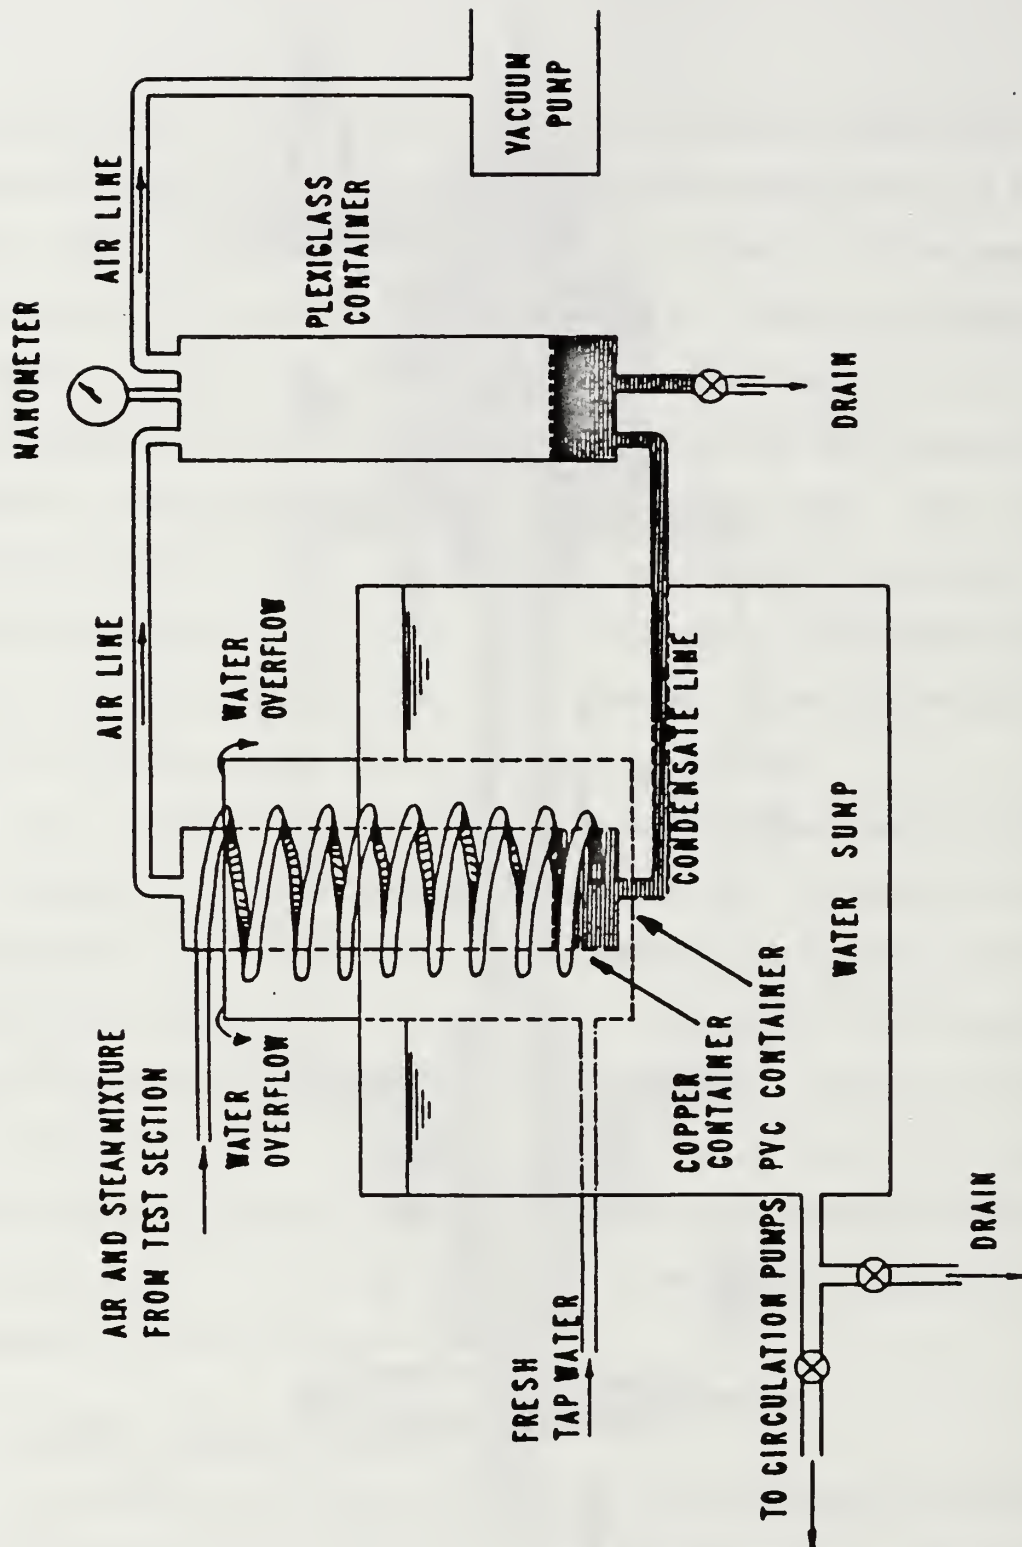 MANOMETER
AIR LINE
AIR LINE
VACUUM
PUMP
PLEXIGLASS
CONTAINER
AIR AND STEAM MIXTURE
FROM TEST SECTION
WATER
OVERFLOW
WATER
OVERFLOW
FRESH
TAP WATER
COPPER
CONTAINER
PVC CONTAINER
CONDENSATE LINE
WATER SUMP
DRAIN
TO CIRCULATION PUMPS
DRAIN